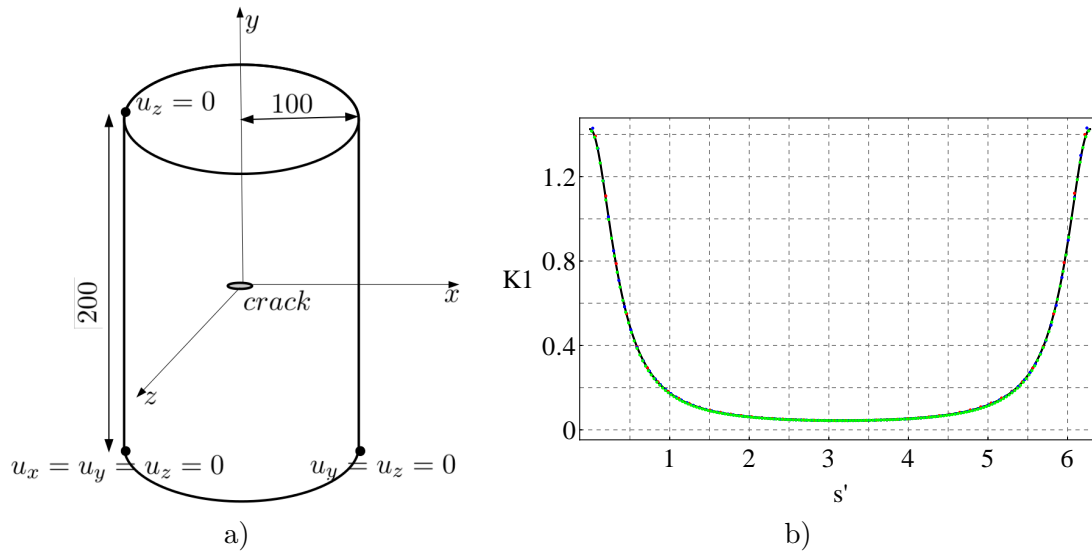 y
u_z = 0
100
200
x
crack
z
u_x = u_y = u_z = 0
u_y = u_z = 0
a)
1.2
0.8
K1
0.4
0
1 2 3 4 5 6
s'
b)